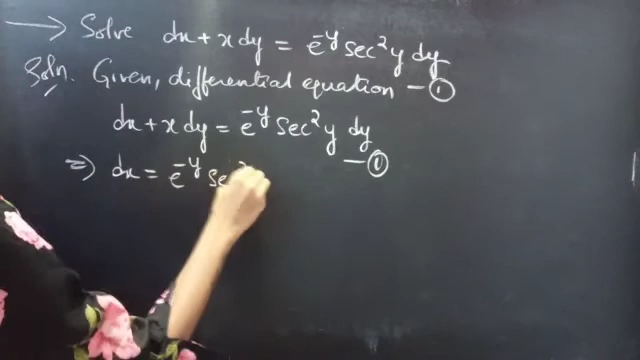 → Solve dx + x dy = e^-y sec²y dy
Soln. Given, differential equation — ①
dx + x dy = e^-y sec²y dy
— ①
⇒ dx = e^-y sec²